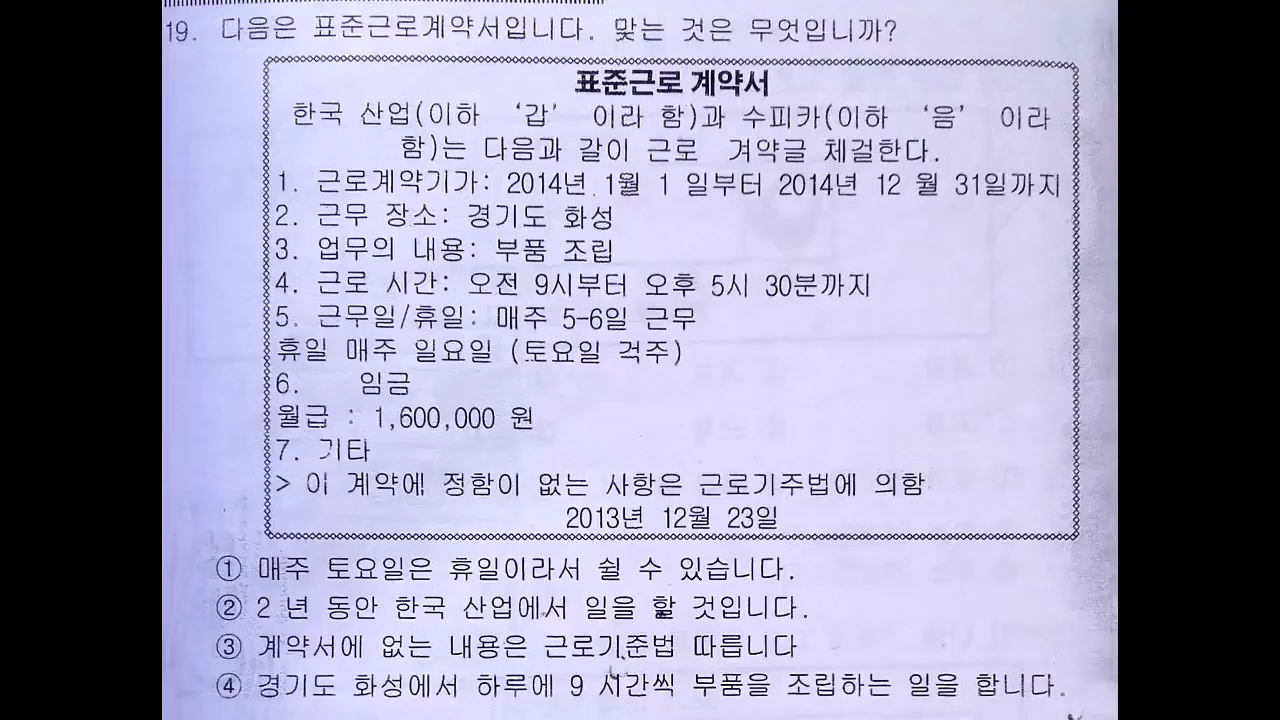 19. 다음은 표준근로계약서입니다. 맞는 것은 무엇입니까?
표준근로 계약서
한국 산업(이하 ‘갑’ 이라 함)과 수피카(이하 ‘음’ 이라
함)는 다음과 갈이 근로 겨약글 체걸한다.
1. 근로계약기가: 2014년 1월 1 일부터 2014년 12 월 31일까지
2. 근무 장소: 경기도 화성
3. 업무의 내용: 부품 조립
4. 근로 시간: 오전 9시부터 오후 5시 30분까지
5. 근무일/휴일: 매주 5-6일 근무
휴일 매주 일요일 (토요일 걱주)
6. 임금
월급 : 1,600,000 원
7. 기타
> 이 계약에 정함이 없는 사항은 근로기주법에 의함
2013년 12월 23일
① 매주 토요일은 휴일이라서 쉴 수 있습니다.
② 2 년 동안 한국 산업에서 일을 할 것입니다.
③ 계약서에 없는 내용은 근로기준법 따릅니다
④ 경기도 화성에서 하루에 9 시간씩 부품을 조립하는 일을 합니다.